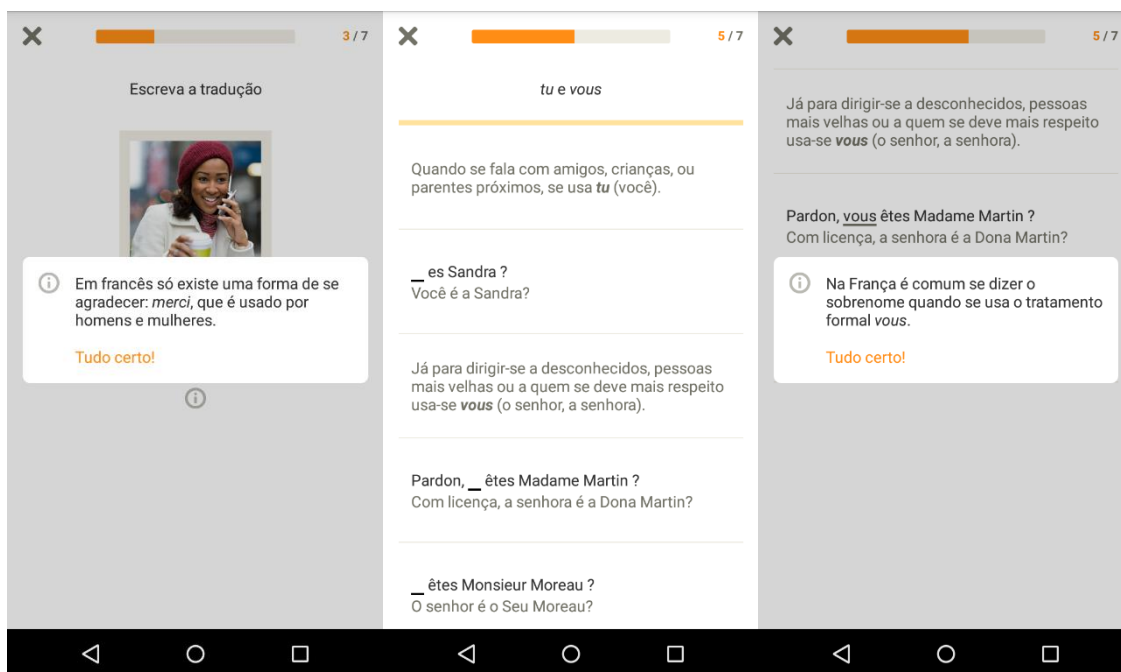 3 / 7
Escreva a tradução
Em francês só existe uma forma de se
agradecer: merci, que é usado por
homens e mulheres.
Tudo certo!
5 / 7
tu e vous
Quando se fala com amigos, crianças, ou
parentes próximos, se usa tu (você).
_ es Sandra ?
Você é a Sandra?
Já para dirigir-se a desconhecidos, pessoas
mais velhas ou a quem se deve mais respeito
usa-se vous (o senhor, a senhora).
Pardon, _ êtes Madame Martin ?
Com licença, a senhora é a Dona Martin?
_ êtes Monsieur Moreau ?
O senhor é o Seu Moreau?
5 / 7
Já para dirigir-se a desconhecidos, pessoas
mais velhas ou a quem se deve mais respeito
usa-se vous (o senhor, a senhora).
Pardon, vous êtes Madame Martin ?
Com licença, a senhora é a Dona Martin?
Na França é comum se dizer o
sobrenome quando se usa o tratamento
formal vous.
Tudo certo!